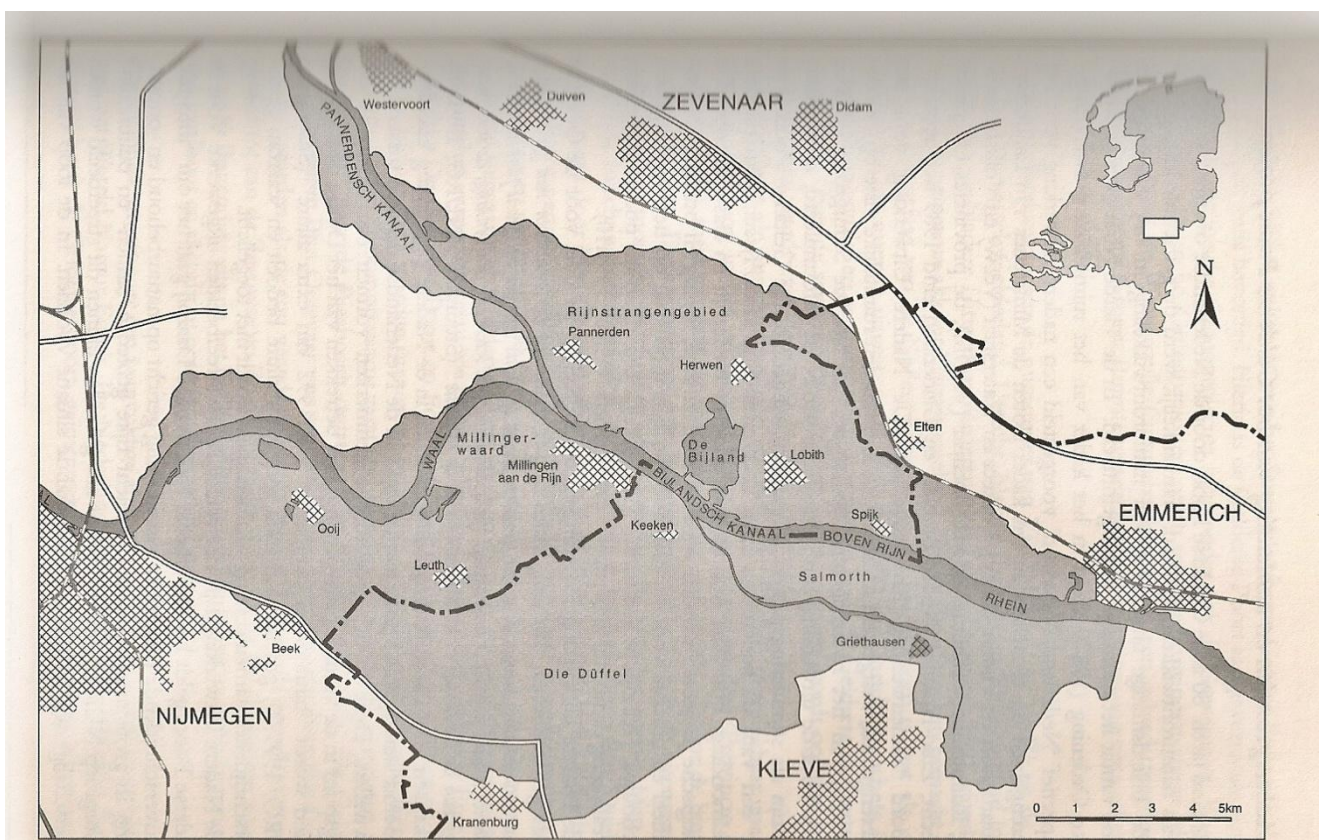 Westervoort
Duiven
ZEVENAAR
Didam
PANNERDENSCH KANAAL
N
Rijnstrangengebied
Pannerden
Herwen
Elten
De
Bijland
Lobith
WAAL
Millinger-
waard
Millingen
aan de Rijn
BIJLANDSCH KANAAL
BOVEN RIJN
Spijk
EMMERICH
Ooij
Keeken
Leuth
Salmorth
RHEIN
Griethausen
Beek
Die Düffel
NIJMEGEN
KLEVE
Kranenburg
0 1 2 3 4 5km